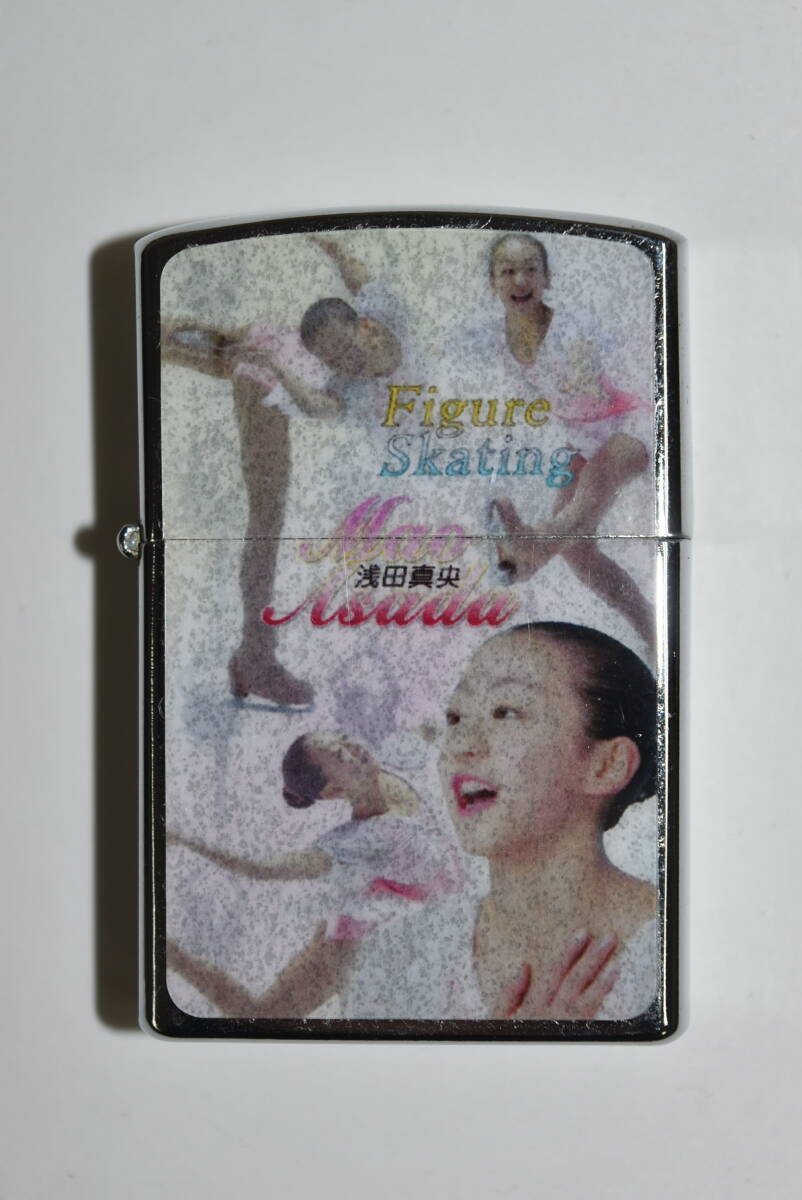 Figure
Skating
Mao
浅田真央
Asada